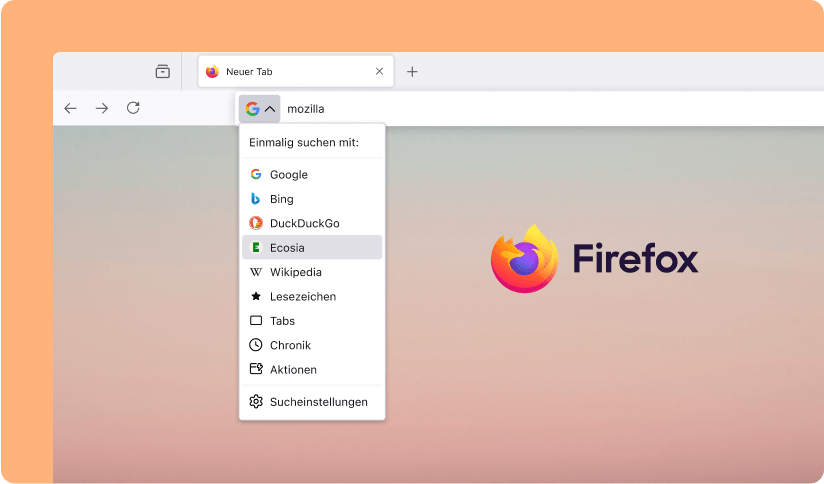 Neuer Tab
mozilla
Einmalig suchen mit:
Google
Bing
DuckDuckGo
Ecosia
Wikipedia
Lesezeichen
Tabs
Chronik
Aktionen
Sucheinstellungen
Firefox